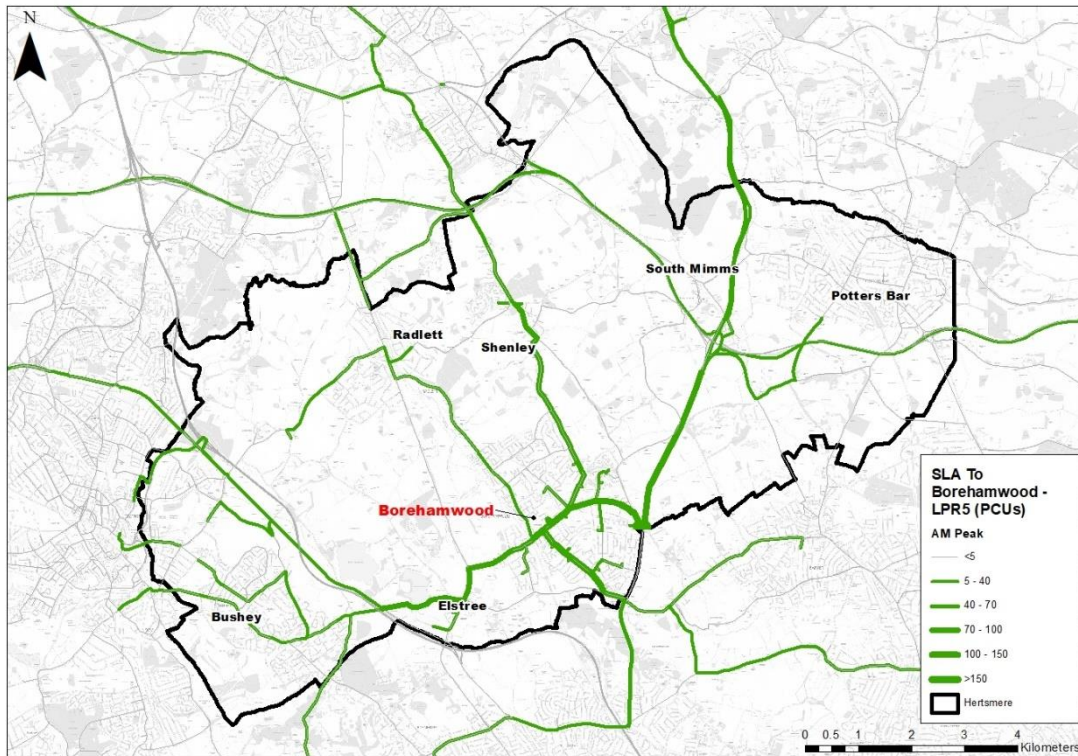 N
South Mimms
Potters Bar
Radlett
Shenley
Borehamwood
Elstree
Bushey
SLA To
Borehamwood -
LPR5 (PCUs)
AM Peak
<5
5 - 40
40 - 70
70 - 100
100 - 150
>150
Hertsmere
0 0.5 1 2 3 4
Kilometers